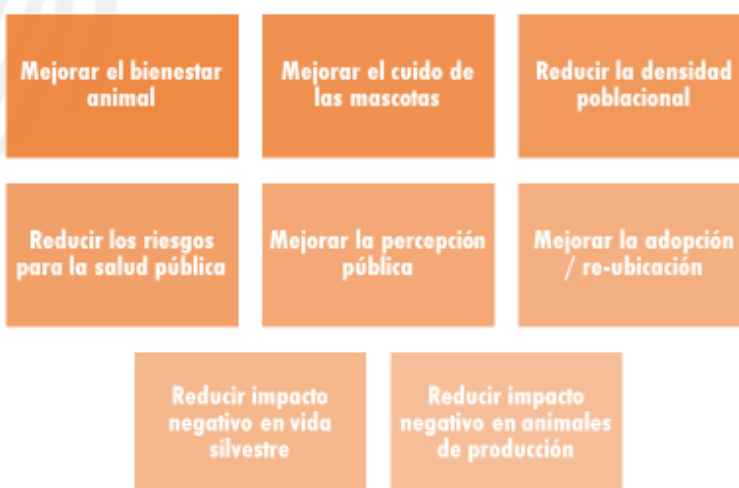 Mejorar el bienestar
animal
Mejorar el cuido de
las mascotas
Reducir la densidad
poblacional
Reducir los riesgos
para la salud pública
Mejorar la percepción
pública
Mejorar la adopción
/ re-ubicación
Reducir impacto
negativo en vida
silvestre
Reducir impacto
negativo en animales
de producción